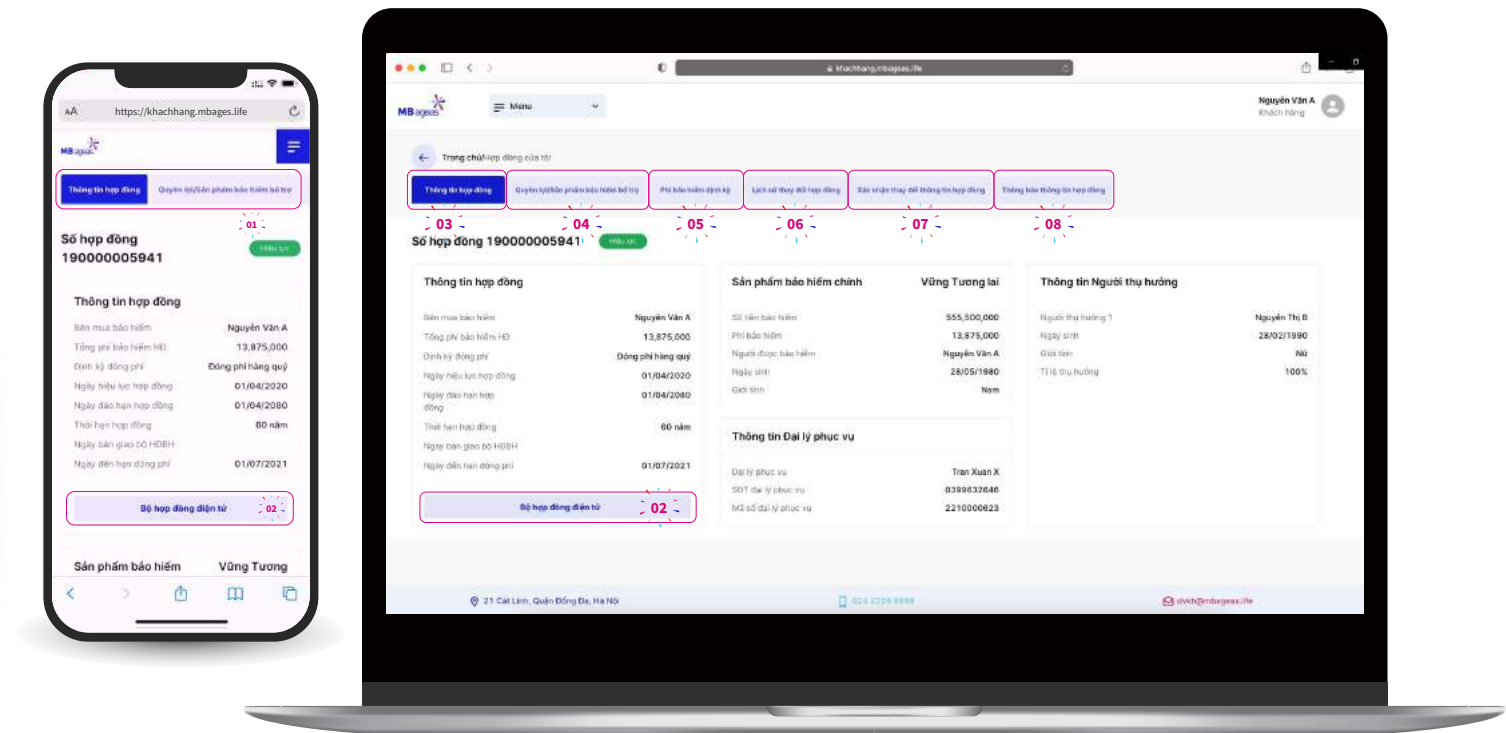 AA https://khachhang.mbages.life
MB ageas
Thông tin hợp đồng Quyền lợi/Sản phẩm bảo hiểm bổ trợ
01
Số hợp đồng
190000005941
Hiệu lực
Thông tin hợp đồng
Bên mua bảo hiểm Nguyễn Văn A
Tổng phí bảo hiểm HĐ 13,875,000
Định kỳ đóng phí Đóng phí hàng quý
Ngày hiệu lực hợp đồng 01/04/2020
Ngày đáo hạn hợp đồng 01/04/2080
Thời hạn hợp đồng 60 năm
Ngày bàn giao bộ HĐBH
Ngày đến hạn đóng phí 01/07/2021
Bộ hợp đồng điện tử 02
Sản phẩm bảo hiểm Vững Tương
khachhang.mbageas.life
MB ageas
Menu
Nguyễn Văn A
Khách hàng
Trang chủ/Hợp đồng của tôi
Thông tin hợp đồng Quyền lợi/Sản phẩm bảo hiểm bổ trợ Phí bảo hiểm định kỳ Lịch sử thay đổi hợp đồng Xác nhận thay đổi thông tin hợp đồng Thông báo thông tin hợp đồng
03 04 05 06 07 08
Số hợp đồng 190000005941 Hiệu lực
Thông tin hợp đồng
Bên mua bảo hiểm Nguyễn Văn A
Tổng phí bảo hiểm HĐ 13,875,000
Định kỳ đóng phí Đóng phí hàng quý
Ngày hiệu lực hợp đồng 01/04/2020
Ngày đáo hạn hợp đồng 01/04/2080
Thời hạn hợp đồng 60 năm
Ngày bàn giao bộ HĐBH
Ngày đến hạn đóng phí 01/07/2021
Bộ hợp đồng điện tử 02
Sản phẩm bảo hiểm chính Vững Tương lai
Số tiền bảo hiểm 555,500,000
Phí bảo hiểm 13,875,000
Người được bảo hiểm Nguyễn Văn A
Ngày sinh 28/05/1980
Giới tính Nam
Thông tin Đại lý phục vụ
Đại lý phục vụ Tran Xuan X
SĐT đại lý phục vụ 0399632646
Mã số đại lý phục vụ 2210000623
Thông tin Người thụ hưởng
Người thụ hưởng 1 Nguyễn Thị B
Ngày sinh 28/02/1990
Giới tính Nữ
Tỉ lệ thụ hưởng 100%
21 Cát Linh, Quận Đống Đa, Hà Nội
024 2229 8888
dvkh@mbageas.life